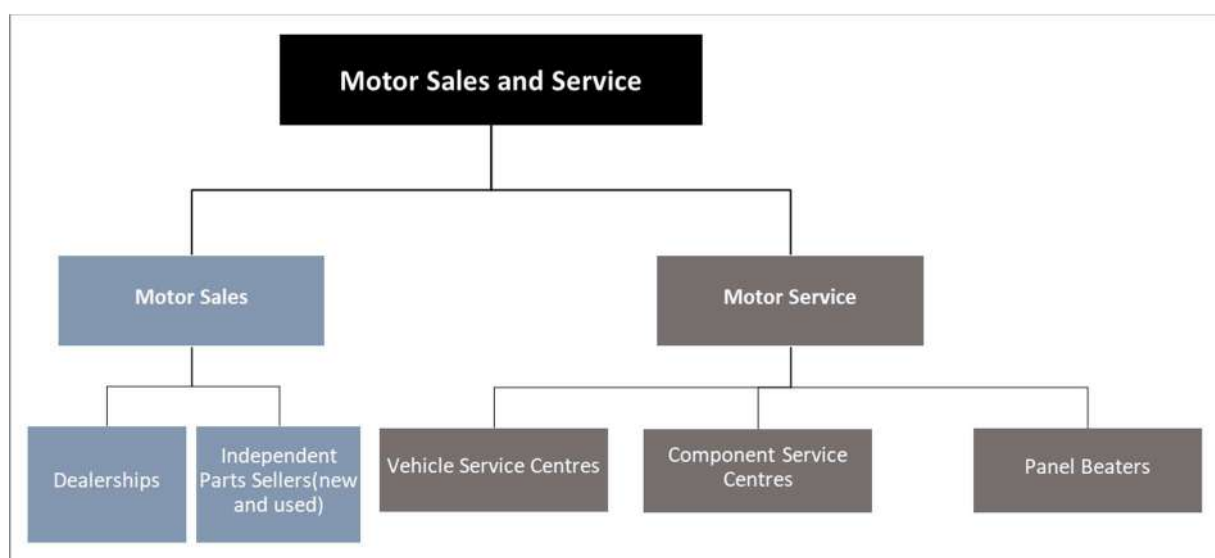 Motor Sales and Service
Motor Sales
Motor Service
Dealerships
Independent
Parts Sellers(new
and used)
Vehicle Service Centres
Component Service
Centres
Panel Beaters